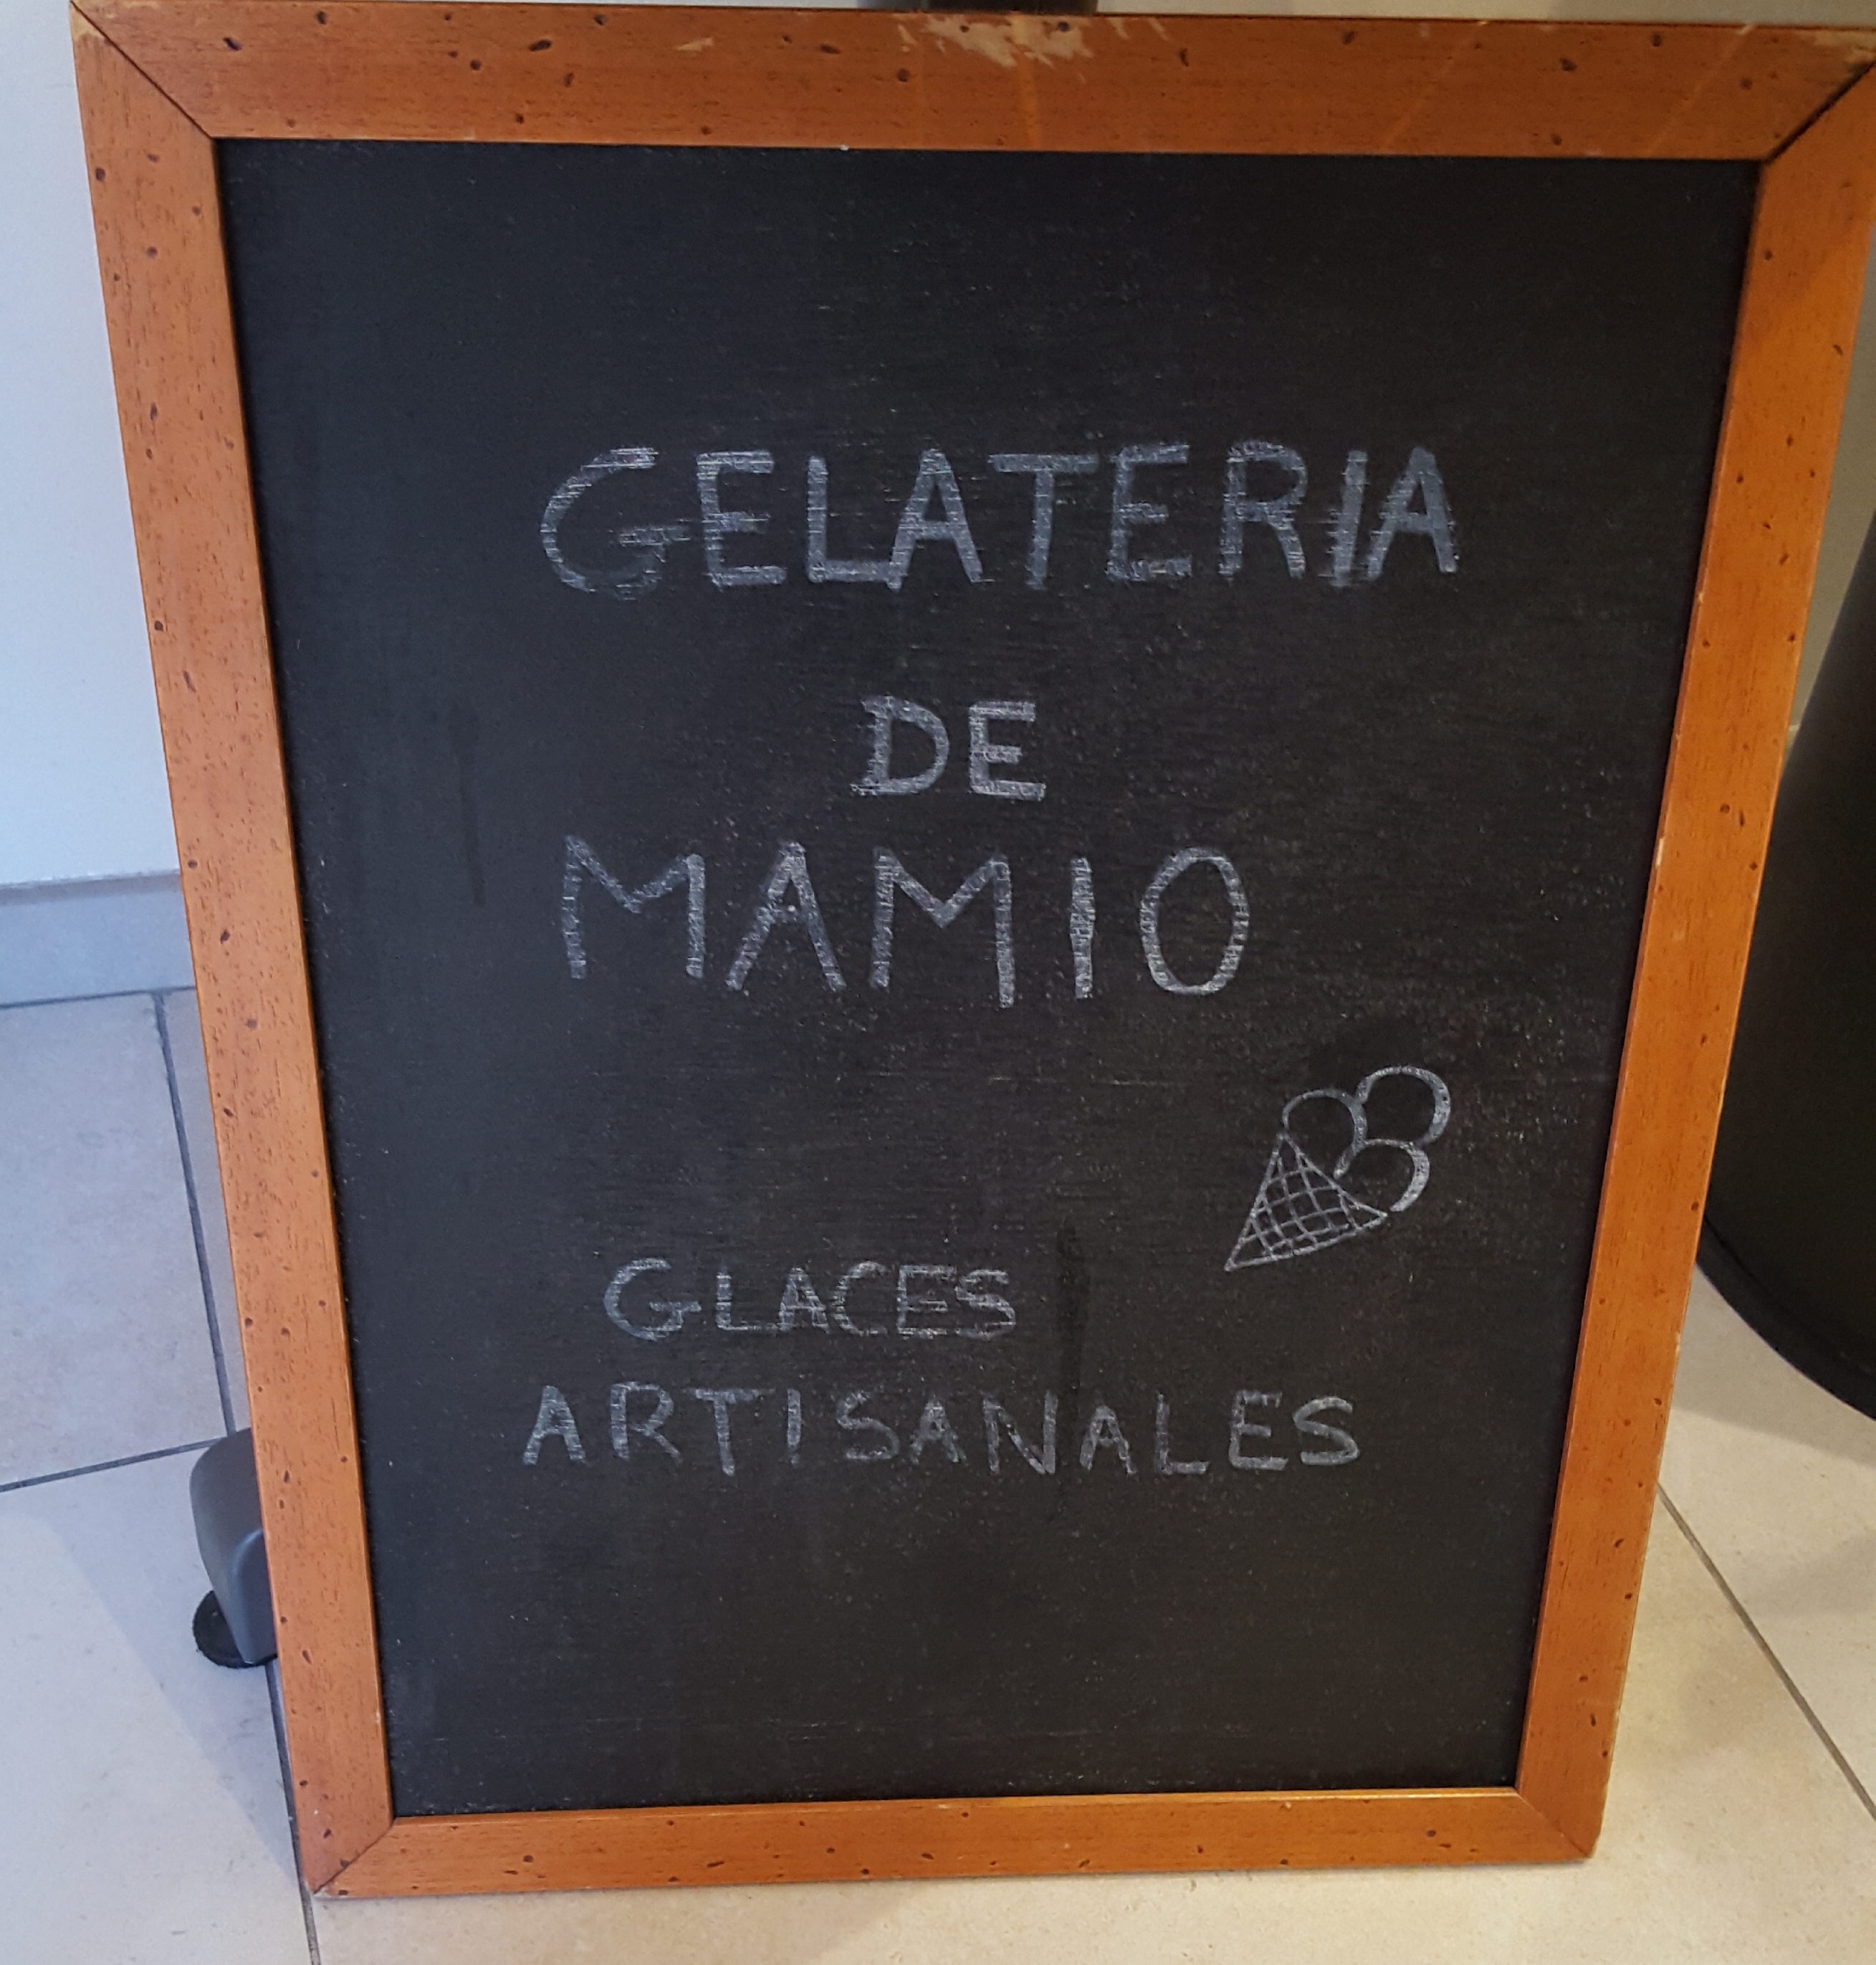 GELATERIA
DE
MAMIO
GLACES
ARTISANALES